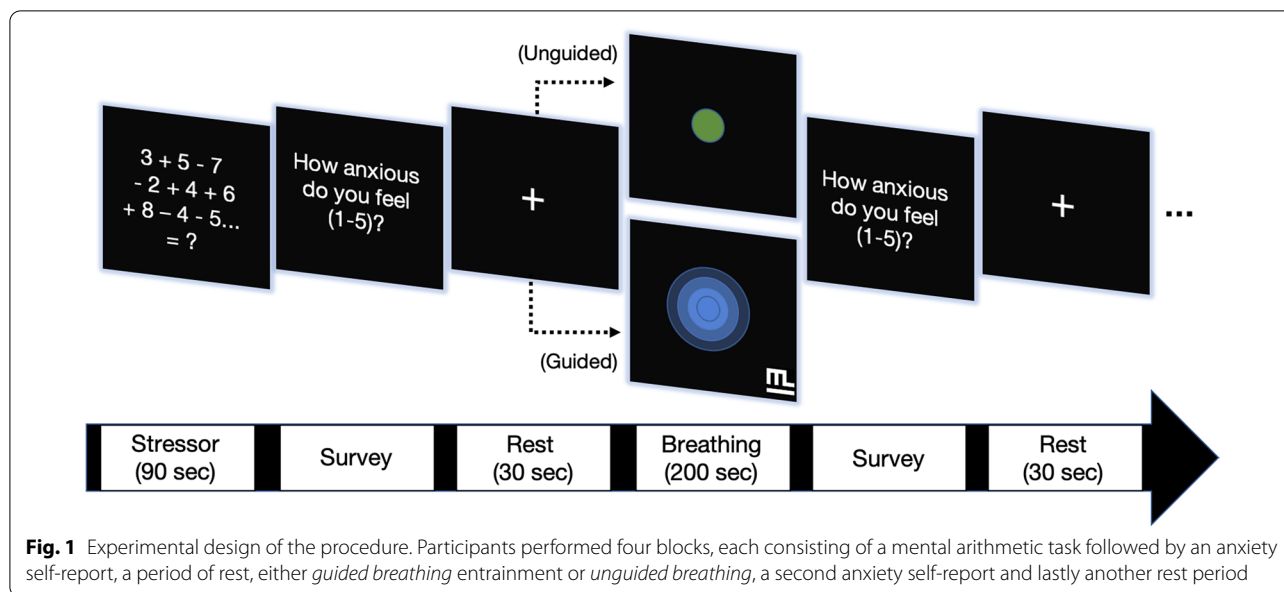 (Unguided)
3 + 5 - 7
- 2 + 4 + 6
+ 8 – 4 - 5...
= ?
How anxious
do you feel
(1-5)?
+
How anxious
do you feel
(1-5)?
+
...
(Guided)
Stressor
(90 sec)
Survey
Rest
(30 sec)
Breathing
(200 sec)
Survey
Rest
(30 sec)
Fig. 1 Experimental design of the procedure. Participants performed four blocks, each consisting of a mental arithmetic task followed by an anxiety
self-report, a period of rest, either guided breathing entrainment or unguided breathing, a second anxiety self-report and lastly another rest period